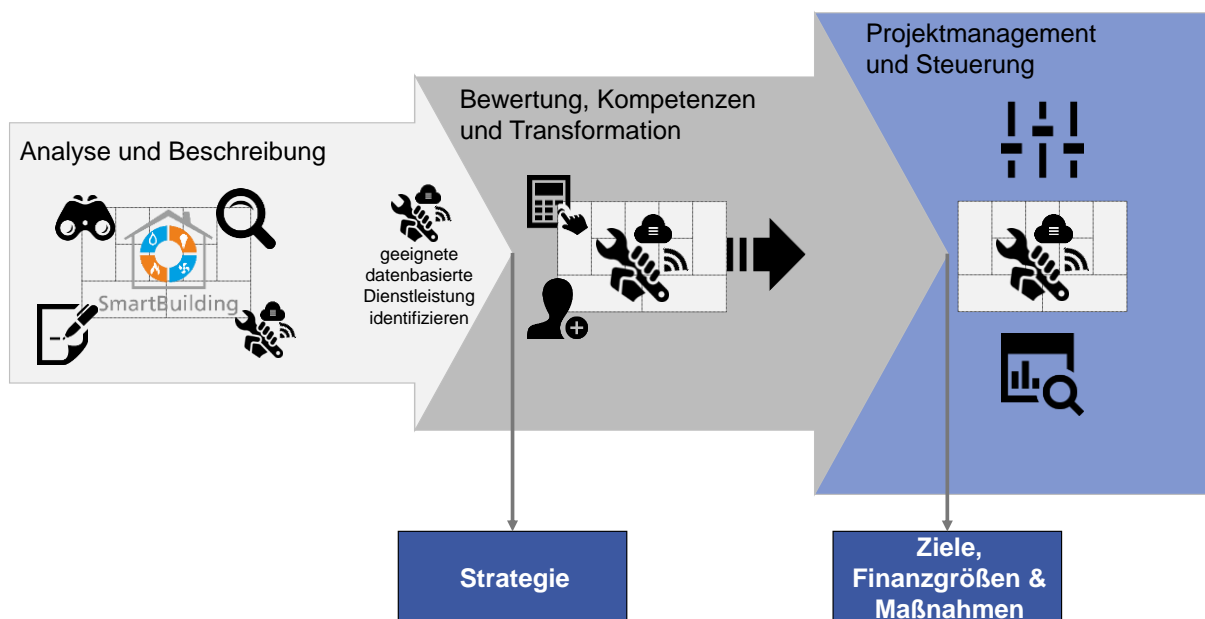 Projektmanagement
und Steuerung
Bewertung, Kompetenzen
und Transformation
Analyse und Beschreibung
SmartBuilding
geeignete
datenbasierte
Dienstleistung
identifizieren
Strategie
Ziele,
Finanzgrößen &
Maßnahmen